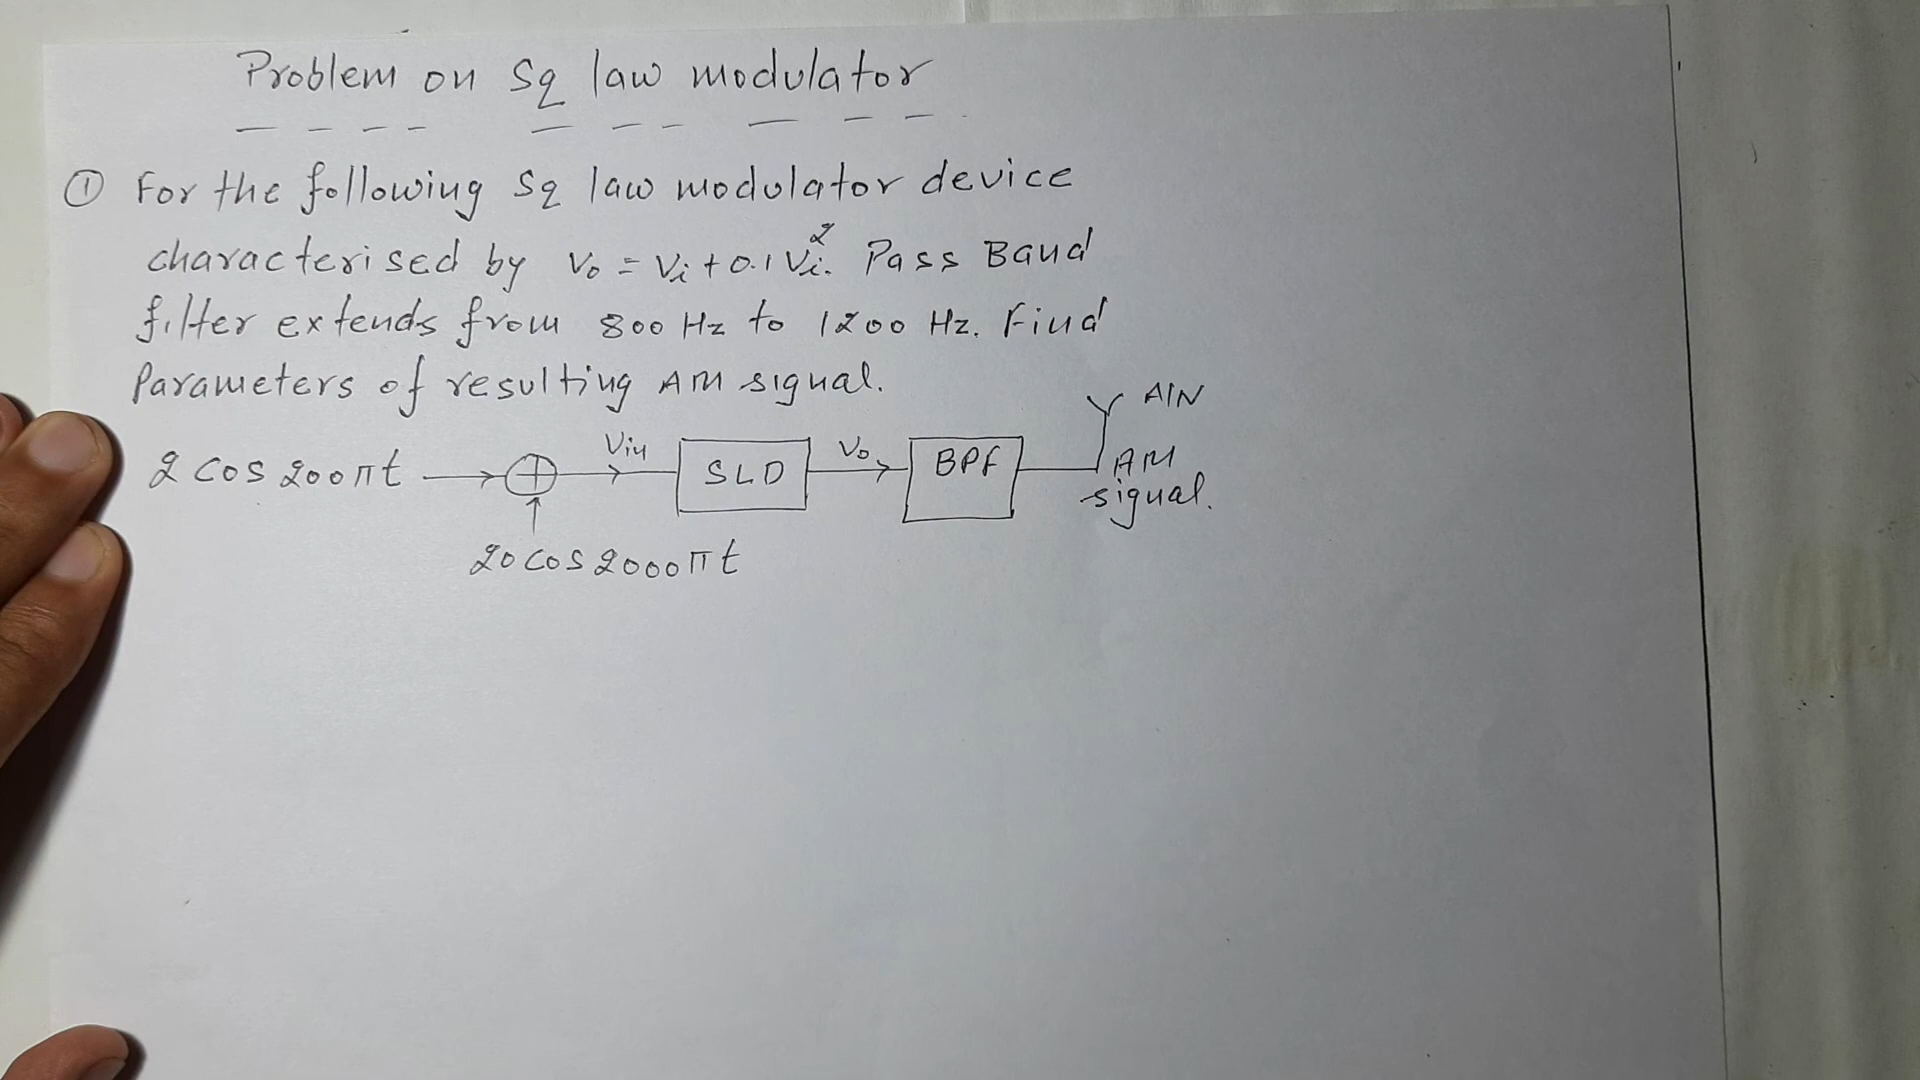 Problem on Sq law modulator
① For the following Sq law modulator device
characterised by Vo = Vi + 0.1 Vi². Pass Band
filter extends from 800 Hz to 1200 Hz. Find
Parameters of resulting AM signal.
A/N
2 cos 200πt
Vin
SLD
Vo
BPF
AM
signal.
20 cos 2000πt